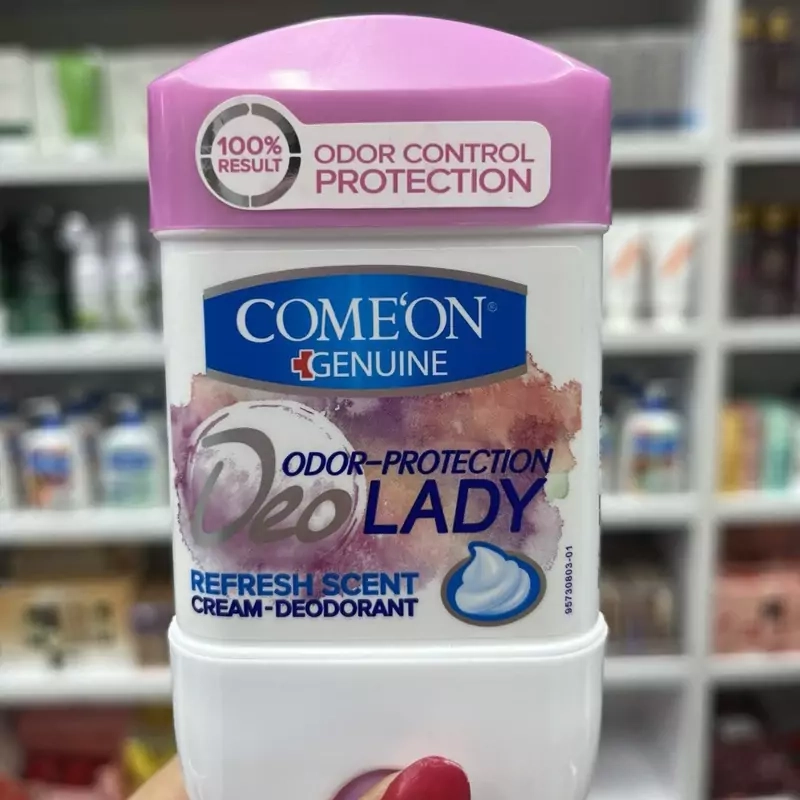 100%
RESULT
ODOR CONTROL
PROTECTION
COME'ON®
GENUINE
ODOR-PROTECTION
Deo LADY
REFRESH SCENT
CREAM-DEODORANT
95730803-01